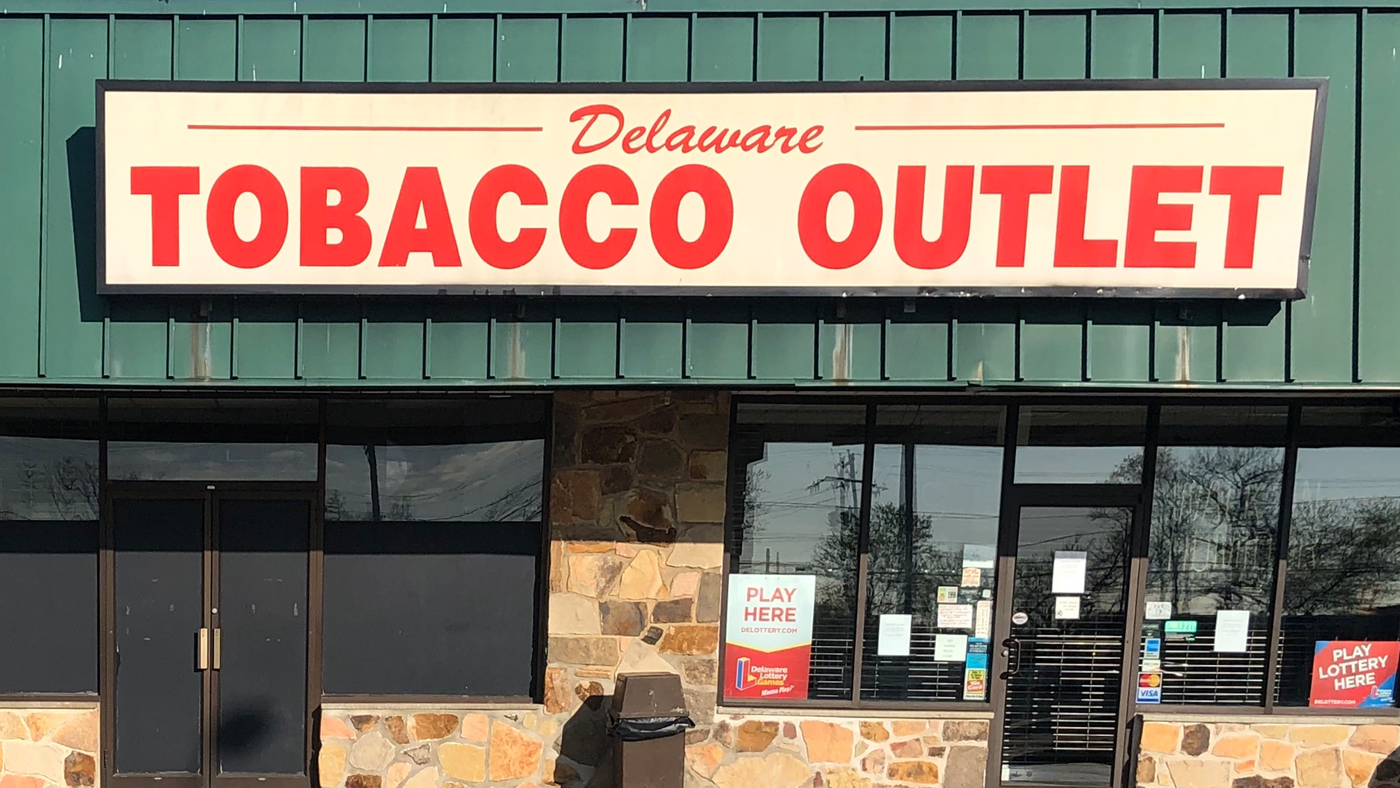 Delaware
TOBACCO OUTLET
PLAY
HERE
DELOTTERY.COM
Delaware
Lottery
Games
PLAY
LOTTERY
HERE
DELOTTERY.COM
VISA